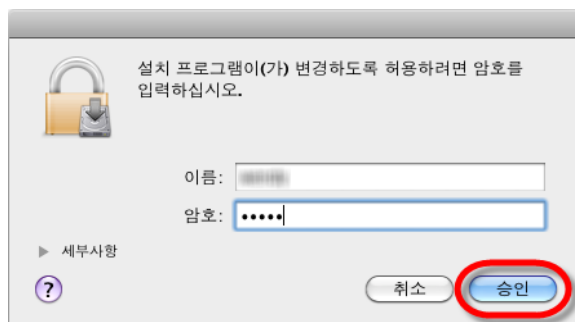 설치 프로그램이(가) 변경하도록 허용하려면 암호를
입력하십시오.
이름:
암호: •••••
▶ 세부사항
? 취소 승인